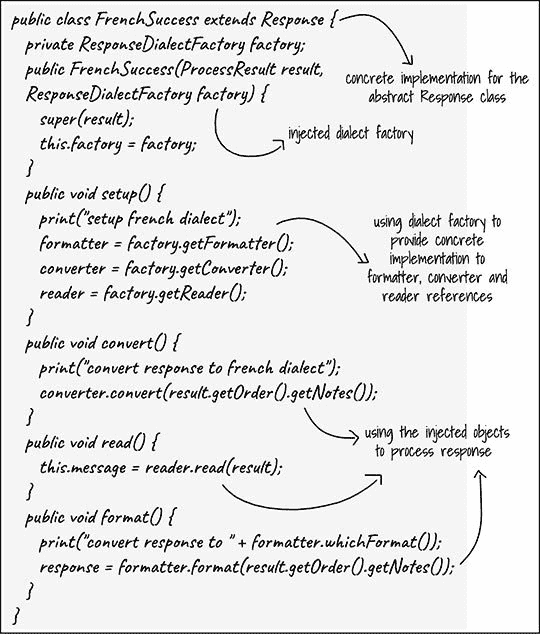 public class FrenchSuccess extends Response {
private ResponseDialectFactory factory;
public FrenchSuccess(ProcessResult result,
ResponseDialectFactory factory) {
super(result);
this.factory = factory;
}
public void setup() {
print("setup french dialect");
formatter = factory.getFormatter();
converter = factory.getConverter();
reader = factory.getReader();
}
public void convert() {
print("convert response to french dialect");
converter.convert(result.getOrder().getNotes());
}
public void read() {
this.message = reader.read(result);
}
public void format() {
print("convert response to " + formatter.whichFormat());
response = formatter.format(result.getOrder().getNotes());
}
}
concrete implementation for the
abstract Response class
injected dialect factory
using dialect factory to
provide concrete
implementation to
formatter, converter and
reader references
using the injected objects
to process response